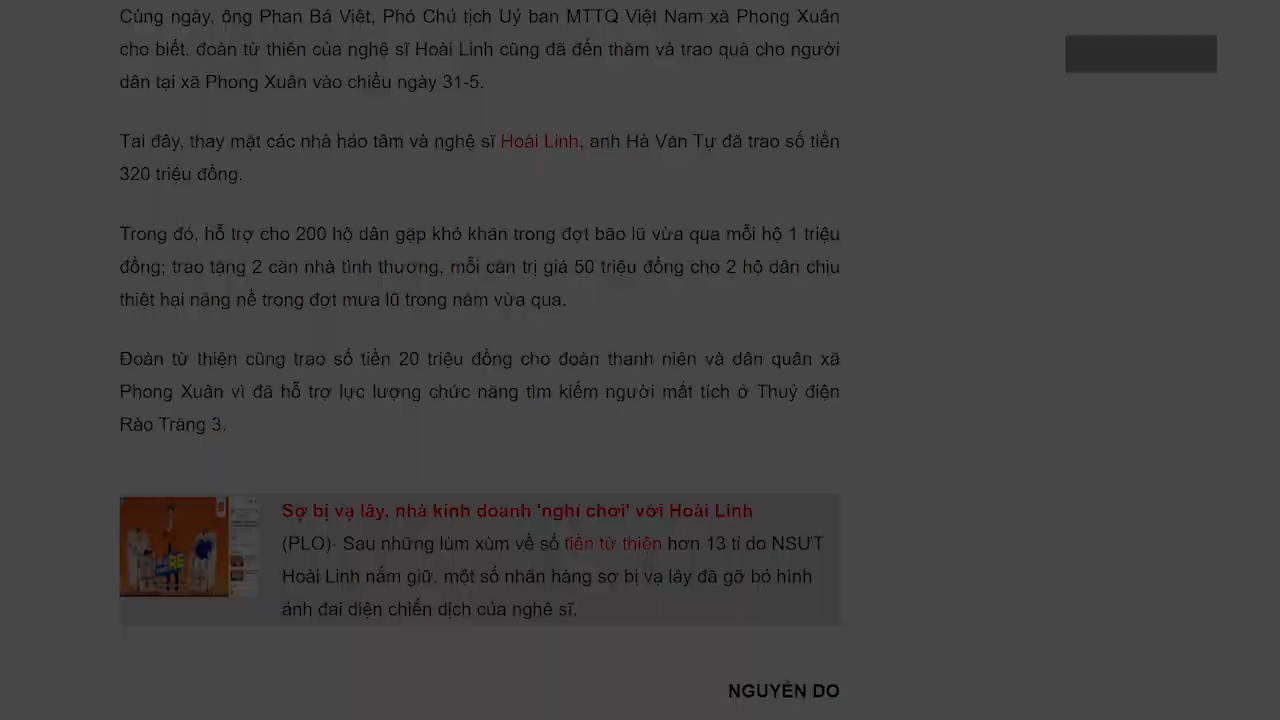 Cùng ngày, ông Phan Bá Việt, Phó Chủ tịch Uỷ ban MTTQ Việt Nam xã Phong Xuân
cho biết, đoàn từ thiện của nghệ sĩ Hoài Linh cũng đã đến thăm và trao quà cho người
dân tại xã Phong Xuân vào chiều ngày 31-5.
Tại đây, thay mặt các nhà hảo tâm và nghệ sĩ Hoài Linh, anh Hà Văn Tự đã trao số tiền
320 triệu đồng.
Trong đó, hỗ trợ cho 200 hộ dân gặp khó khăn trong đợt bão lũ vừa qua mỗi hộ 1 triệu
đồng; trao tặng 2 căn nhà tình thương, mỗi căn trị giá 50 triệu đồng cho 2 hộ dân chịu
thiệt hại nặng nề trong đợt mưa lũ trong năm vừa qua.
Đoàn từ thiện cũng trao số tiền 20 triệu đồng cho đoàn thanh niên và dân quân xã
Phong Xuân vì đã hỗ trợ lực lượng chức năng tìm kiếm người mất tích ở Thuỷ điện
Rào Trăng 3.
Sợ bị vạ lây, nhà kinh doanh 'nghỉ chơi' với Hoài Linh
(PLO)- Sau những lùm xùm về số tiền từ thiện hơn 13 tỉ do NSƯT
Hoài Linh nắm giữ, một số nhãn hàng sợ bị vạ lây đã gỡ bỏ hình
ảnh đại diện chiến dịch của nghệ sĩ.
NGUYỄN DO